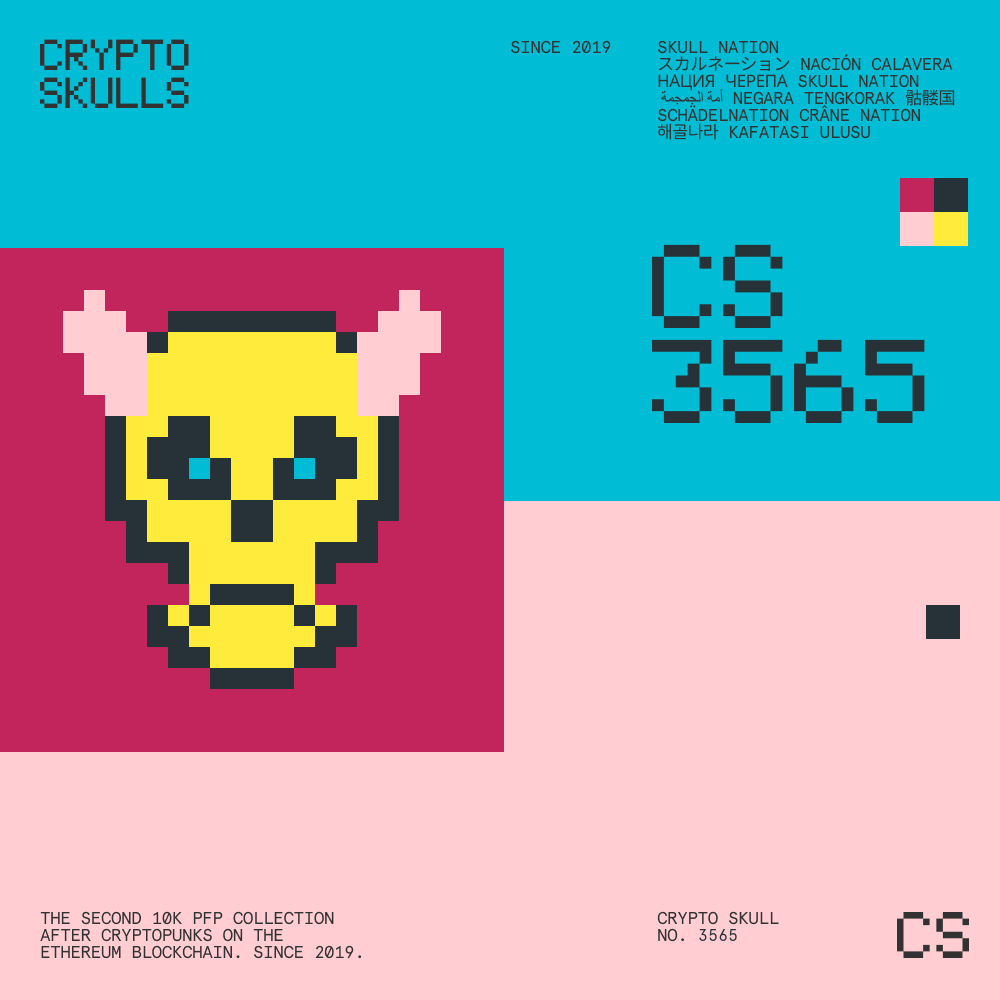 CRYPTO
SKULLS
SINCE 2019
SKULL NATION
スカルネーション NACIÓN CALAVERA
НАЦИЯ ЧЕРЕПА SKULL NATION
أمة الجمجمة NEGARA TENGKORAK 骷髏国
SCHÄDELNATION CRÂNE NATION
해골나라 KAFATASI ULUSU
CS
3565
THE SECOND 10K PFP COLLECTION
AFTER CRYPTOPUNKS ON THE
ETHEREUM BLOCKCHAIN. SINCE 2019.
CRYPTO SKULL
NO. 3565
CS